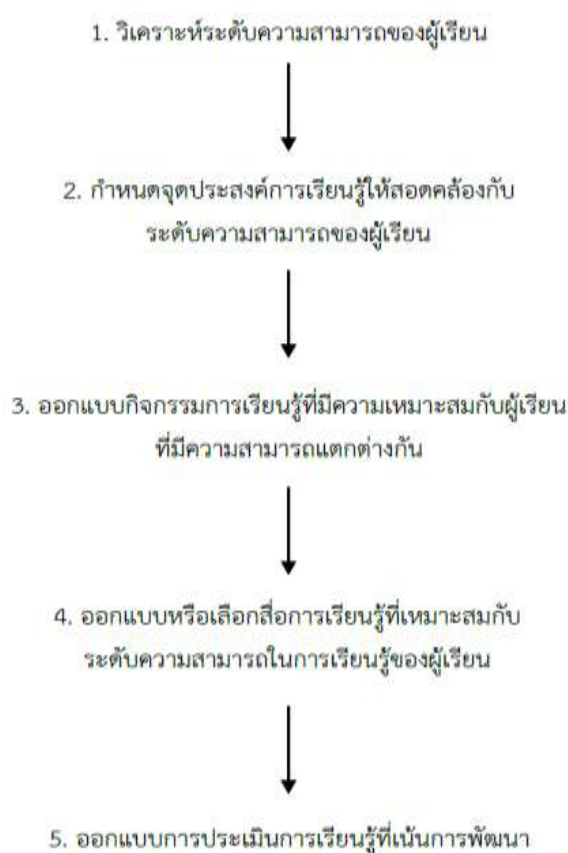 1. วิเคราะห์ระดับความสามารถของผู้เรียน
2. กำหนดจุดประสงค์การเรียนรู้ให้สอดคล้องกับ
ระดับความสามารถของผู้เรียน
3. ออกแบบกิจกรรมการเรียนรู้ที่มีความเหมาะสมกับผู้เรียน
ที่มีความสามารถแตกต่างกัน
4. ออกแบบหรือเลือกสื่อการเรียนรู้ที่เหมาะสมกับ
ระดับความสามารถในการเรียนรู้ของผู้เรียน
5. ออกแบบการประเมินการเรียนรู้ที่เน้นการพัฒนา